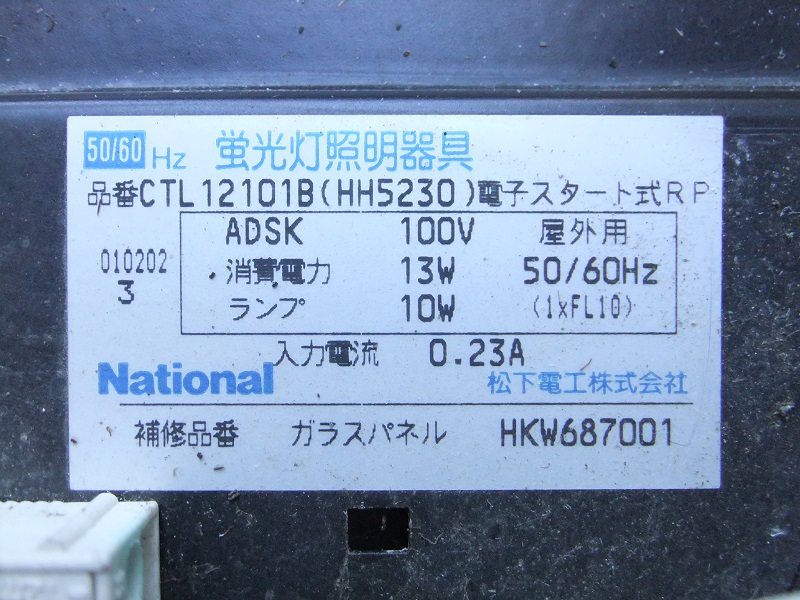 50/60 Hz 蛍光灯照明器具
品番CTL12101B(HH5230)電子スタート式RP
ADSK 100V 屋外用
010202 消費電力 13W 50/60Hz
3 ランプ 10W (1xFL10)
入力電流 0.23A
National 松下電工株式会社
補修品番 ガラスパネル HKW687001